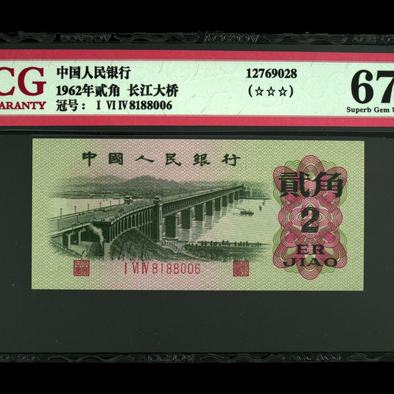 CG
ARANTY
中国人民银行
1962年贰角 长江大桥
冠号： I VI IV 8188006
12769028
(☆☆☆)
67
Superb Gem U
中國人民銀行
貳角
2
ER
JIAO
I VI IV 8188006